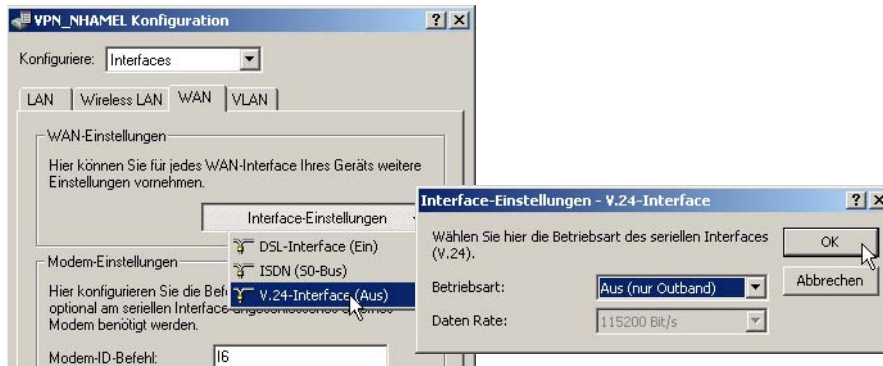 VPN_NHAMEL Konfiguration
Konfiguriere: Interfaces
LAN Wireless LAN WAN VLAN
WAN-Einstellungen
Hier können Sie für jedes WAN-Interface Ihres Geräts weitere
Einstellungen vornehmen.
Interface-Einstellungen
DSL-Interface (Ein)
ISDN (S0-Bus)
V.24-Interface (Aus)
Modem-Einstellungen
Hier konfigurieren Sie die
optional am seriellen Interface
Modem benötigt werden.
Modem-ID-Befehl: I6
Interface-Einstellungen - V.24-Interface
Wählen Sie hier die Betriebsart des seriellen Interfaces
(V.24).
Betriebsart: Aus (nur Outband)
Daten Rate: 115200 Bit/s
OK
Abbrechen